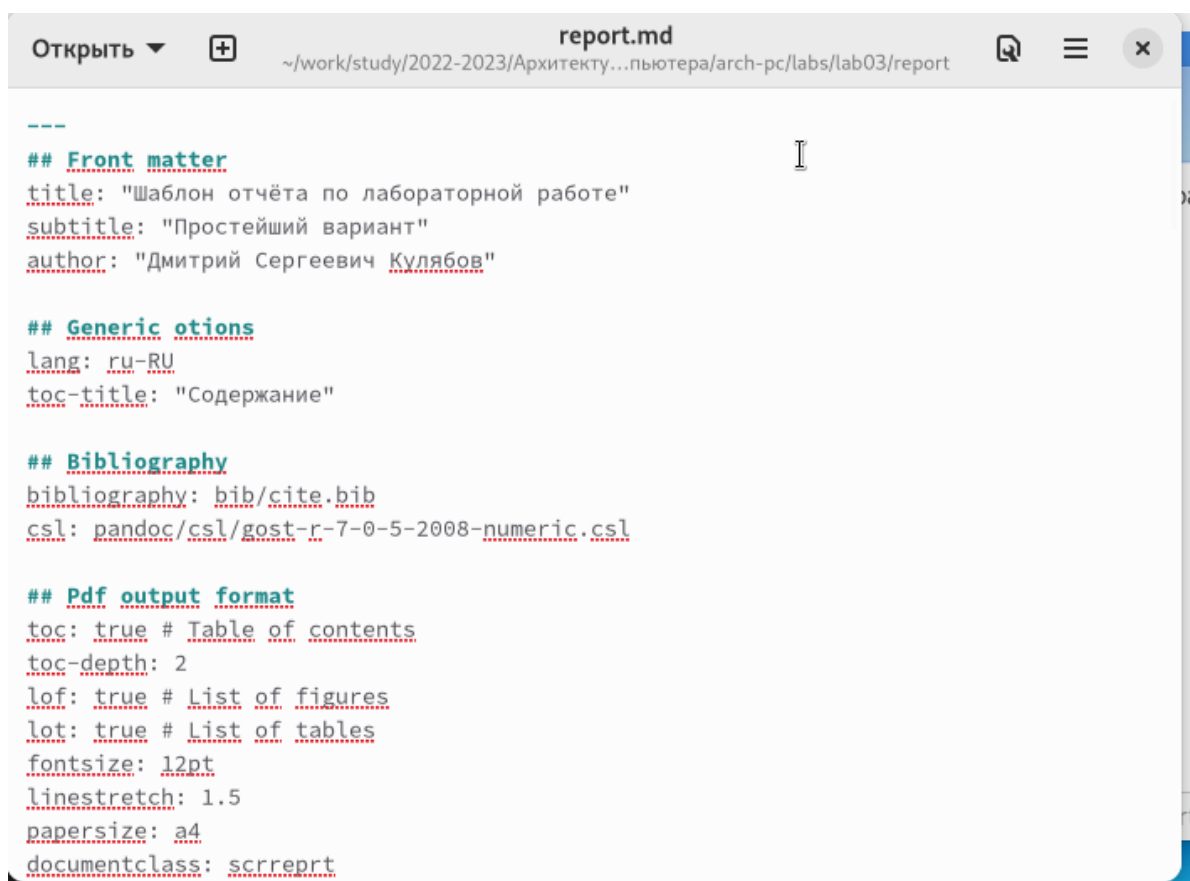 Открыть
report.md
~/work/study/2022-2023/Архитекту...пьютера/arch-pc/labs/lab03/report
---
## Front matter
title: "Шаблон отчёта по лабораторной работе"
subtitle: "Простейший вариант"
author: "Дмитрий Сергеевич Кулябов"
## Generic otions
lang: ru-RU
toc-title: "Содержание"
## Bibliography
bibliography: bib/cite.bib
csl: pandoc/csl/gost-r-7-0-5-2008-numeric.csl
## Pdf output format
toc: true # Table of contents
toc-depth: 2
lof: true # List of figures
lot: true # List of tables
fontsize: 12pt
linestretch: 1.5
papersize: a4
documentclass: scrreprt